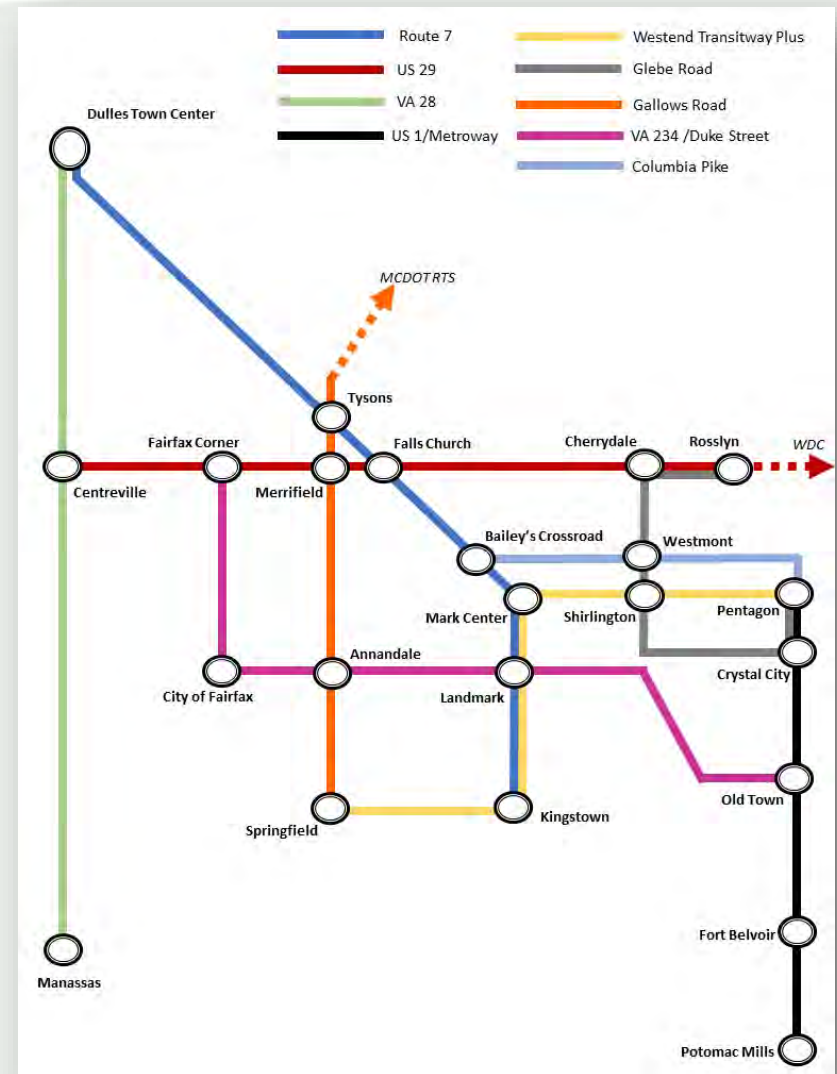 Route 7
Westend Transitway Plus
US 29
Glebe Road
VA 28
Gallows Road
US 1/Metroway
VA 234 /Duke Street
Columbia Pike
Dulles Town Center
MCDOT RTS
Tysons
Fairfax Corner
Falls Church
Cherrydale
Rosslyn
WDC
Centreville
Merrifield
Bailey's Crossroad
Westmont
Mark Center
Shirlington
Pentagon
Annandale
Crystal City
City of Fairfax
Landmark
Old Town
Springfield
Kingstown
Fort Belvoir
Manassas
Potomac Mills